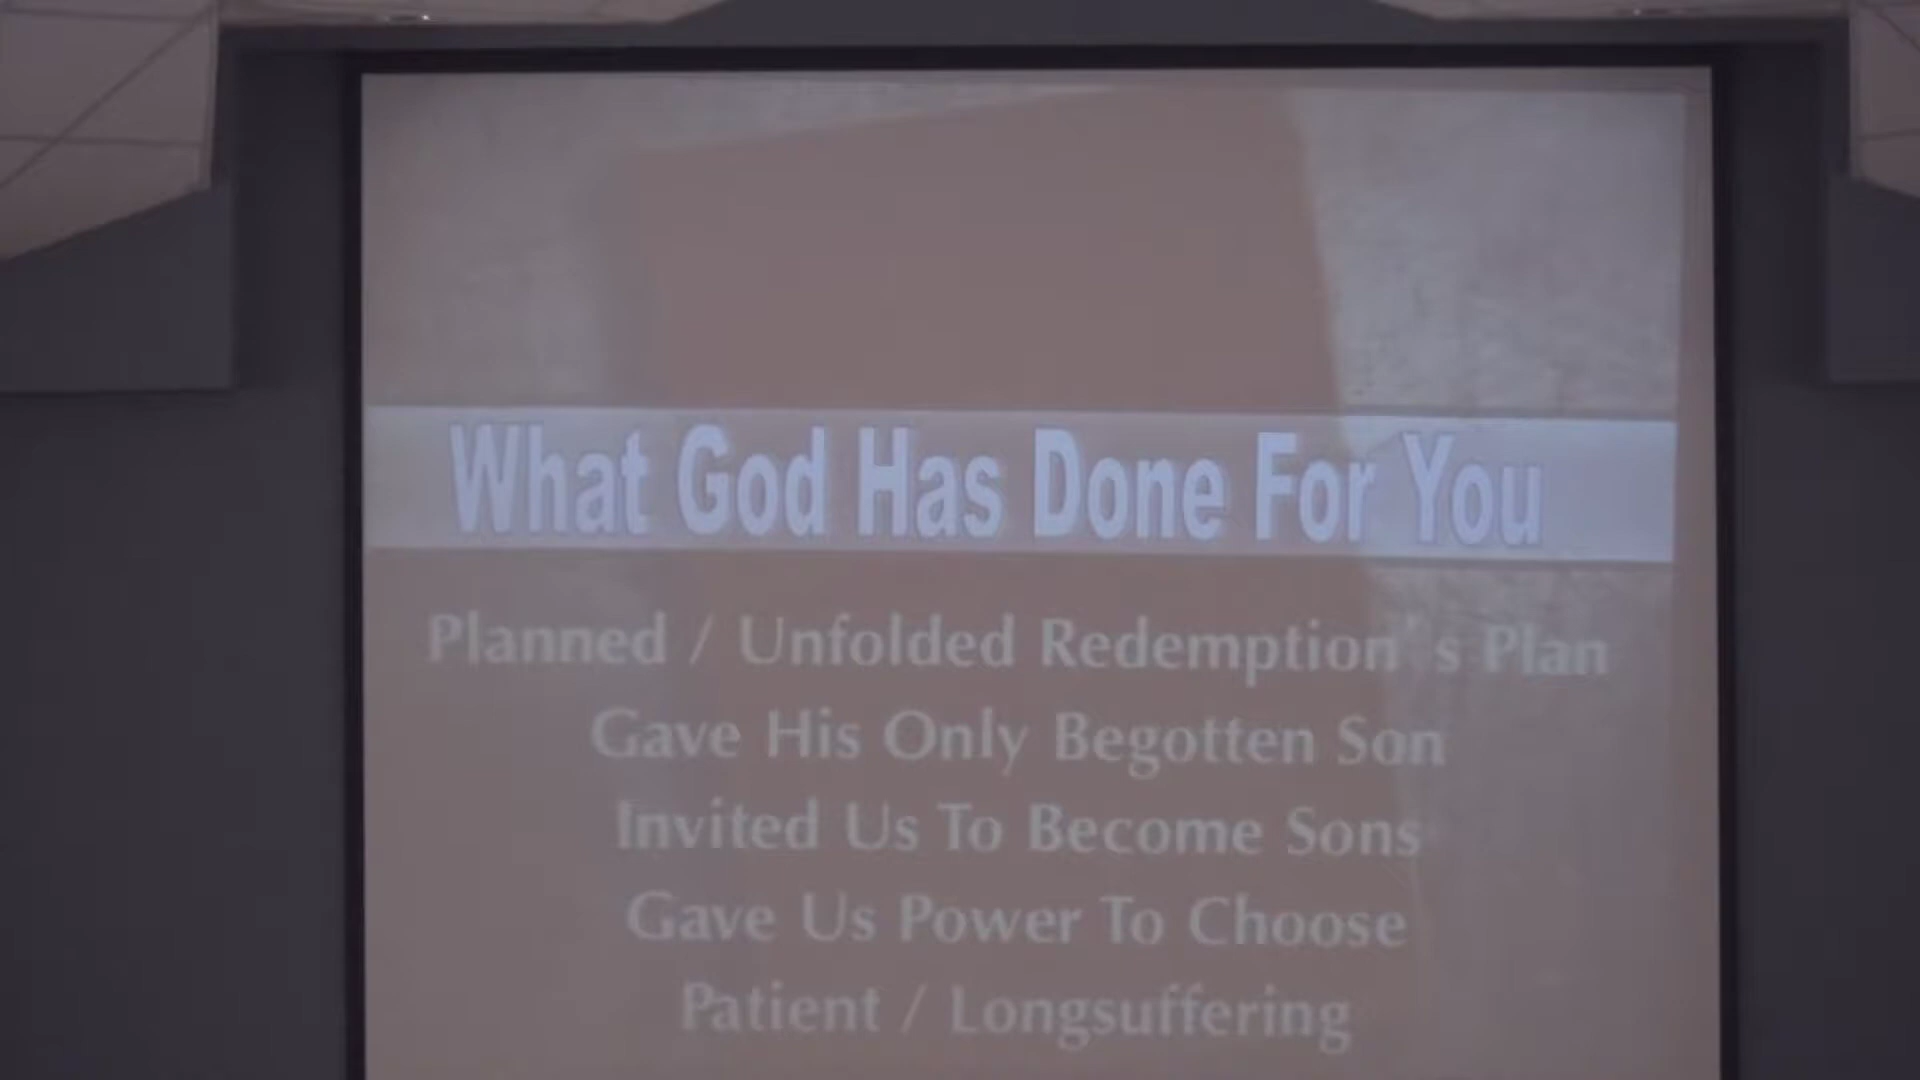 What God Has Done For You
Planned / Unfolded Redemption's Plan
Gave His Only Begotten Son
Invited Us To Become Sons
Gave Us Power To Choose
Patient / Longsuffering